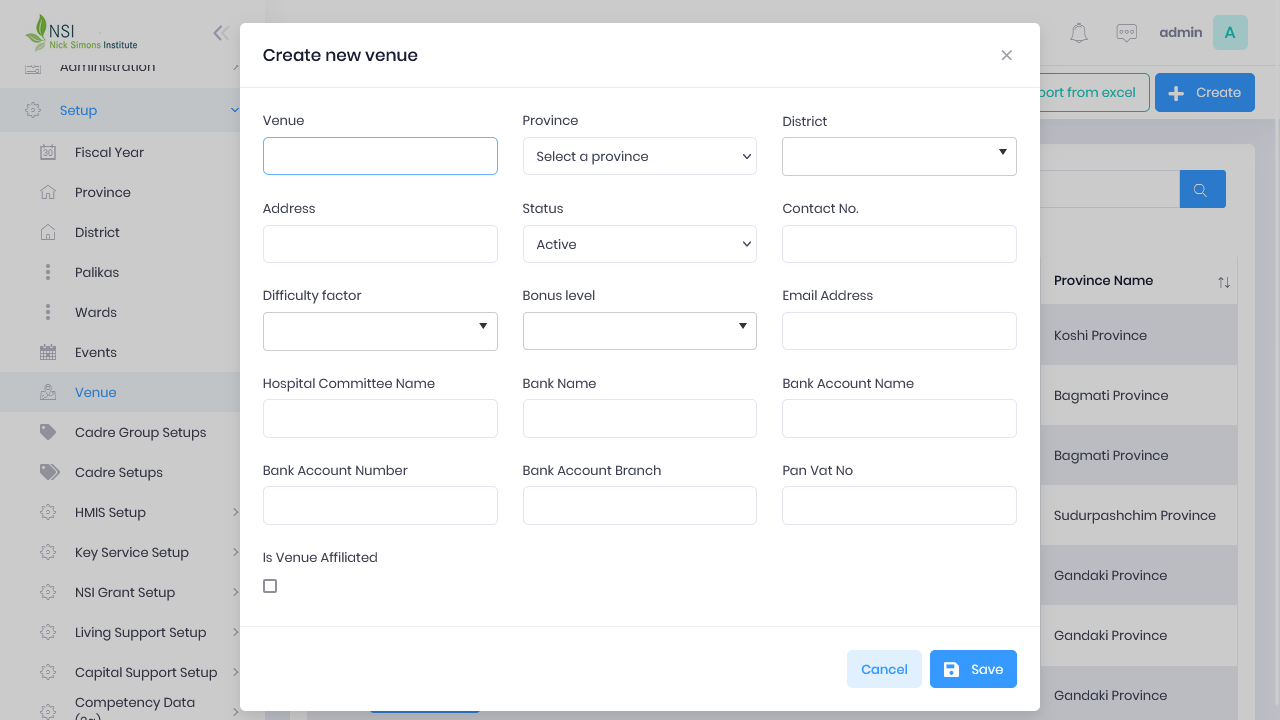 NSI
Nick Simons Institute
Administration
Setup
Fiscal Year
Province
District
Palikas
Wards
Events
Venue
Cadre Group Setups
Cadre Setups
HMIS Setup
Key Service Setup
NSI Grant Setup
Living Support Setup
Capital Support Setup
Competency Data
admin
A
port from excel
Create
Province Name
Koshi Province
Bagmati Province
Bagmati Province
Sudurpashchim Province
Gandaki Province
Gandaki Province
Gandaki Province
Create new venue
Venue
Province
District
Select a province
Address
Status
Contact No.
Active
Difficulty factor
Bonus level
Email Address
Hospital Committee Name
Bank Name
Bank Account Name
Bank Account Number
Bank Account Branch
Pan Vat No
Is Venue Affiliated
Cancel
Save